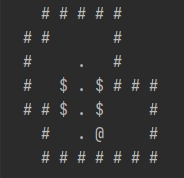 # # # # #
# #       #
#     .   #
#   $ . $ # # #
# # $ . $     #
  #   . @     #
  # # # # # # #